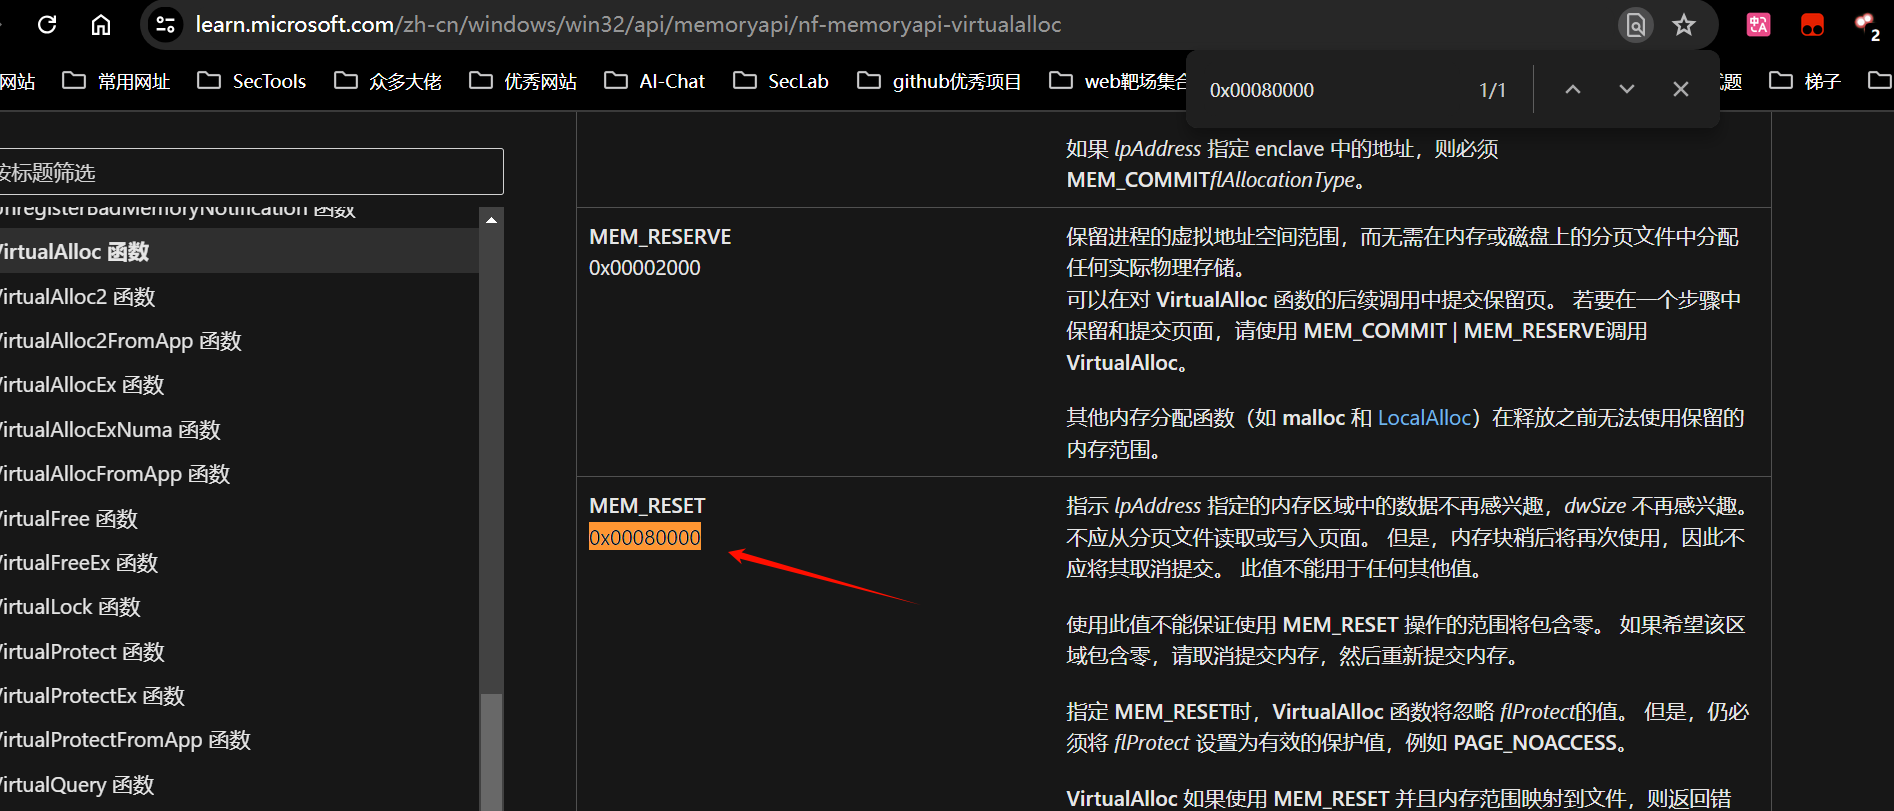 learn.microsoft.com/zh-cn/windows/win32/api/memoryapi/nf-memoryapi-virtualalloc
2
网站 常用网址 SecTools 众多大佬 优秀网站 AI-Chat SecLab github优秀项目 web靶场集合 试题 梯子
0x00080000 1/1
按标题筛选
UnregisterBadMemoryNotification 函数
VirtualAlloc 函数
VirtualAlloc2 函数
VirtualAlloc2FromApp 函数
VirtualAllocEx 函数
VirtualAllocExNuma 函数
VirtualAllocFromApp 函数
VirtualFree 函数
VirtualFreeEx 函数
VirtualLock 函数
VirtualProtect 函数
VirtualProtectEx 函数
VirtualProtectFromApp 函数
VirtualQuery 函数
如果 lpAddress 指定 enclave 中的地址，则必须
MEM_COMMITflAllocationType。
MEM_RESERVE
0x00002000
保留进程的虚拟地址空间范围，而无需在内存或磁盘上的分页文件中分配
任何实际物理存储。
可以在对 VirtualAlloc 函数的后续调用中提交保留页。 若要在一个步骤中
保留和提交页面，请使用 MEM_COMMIT | MEM_RESERVE调用
VirtualAlloc。
其他内存分配函数（如 malloc 和 LocalAlloc）在释放之前无法使用保留的
内存范围。
MEM_RESET
0x00080000
指示 lpAddress 指定的内存区域中的数据不再感兴趣，dwSize 不再感兴趣。
不应从分页文件读取或写入页面。 但是，内存块稍后将再次使用，因此不
应将其取消提交。 此值不能用于任何其他值。
使用此值不能保证使用 MEM_RESET 操作的范围将包含零。 如果希望该区
域包含零，请取消提交内存，然后重新提交内存。
指定 MEM_RESET时，VirtualAlloc 函数将忽略 flProtect的值。 但是，仍必
须将 flProtect 设置为有效的保护值，例如 PAGE_NOACCESS。
VirtualAlloc 如果使用 MEM_RESET 并且内存范围映射到文件，则返回错